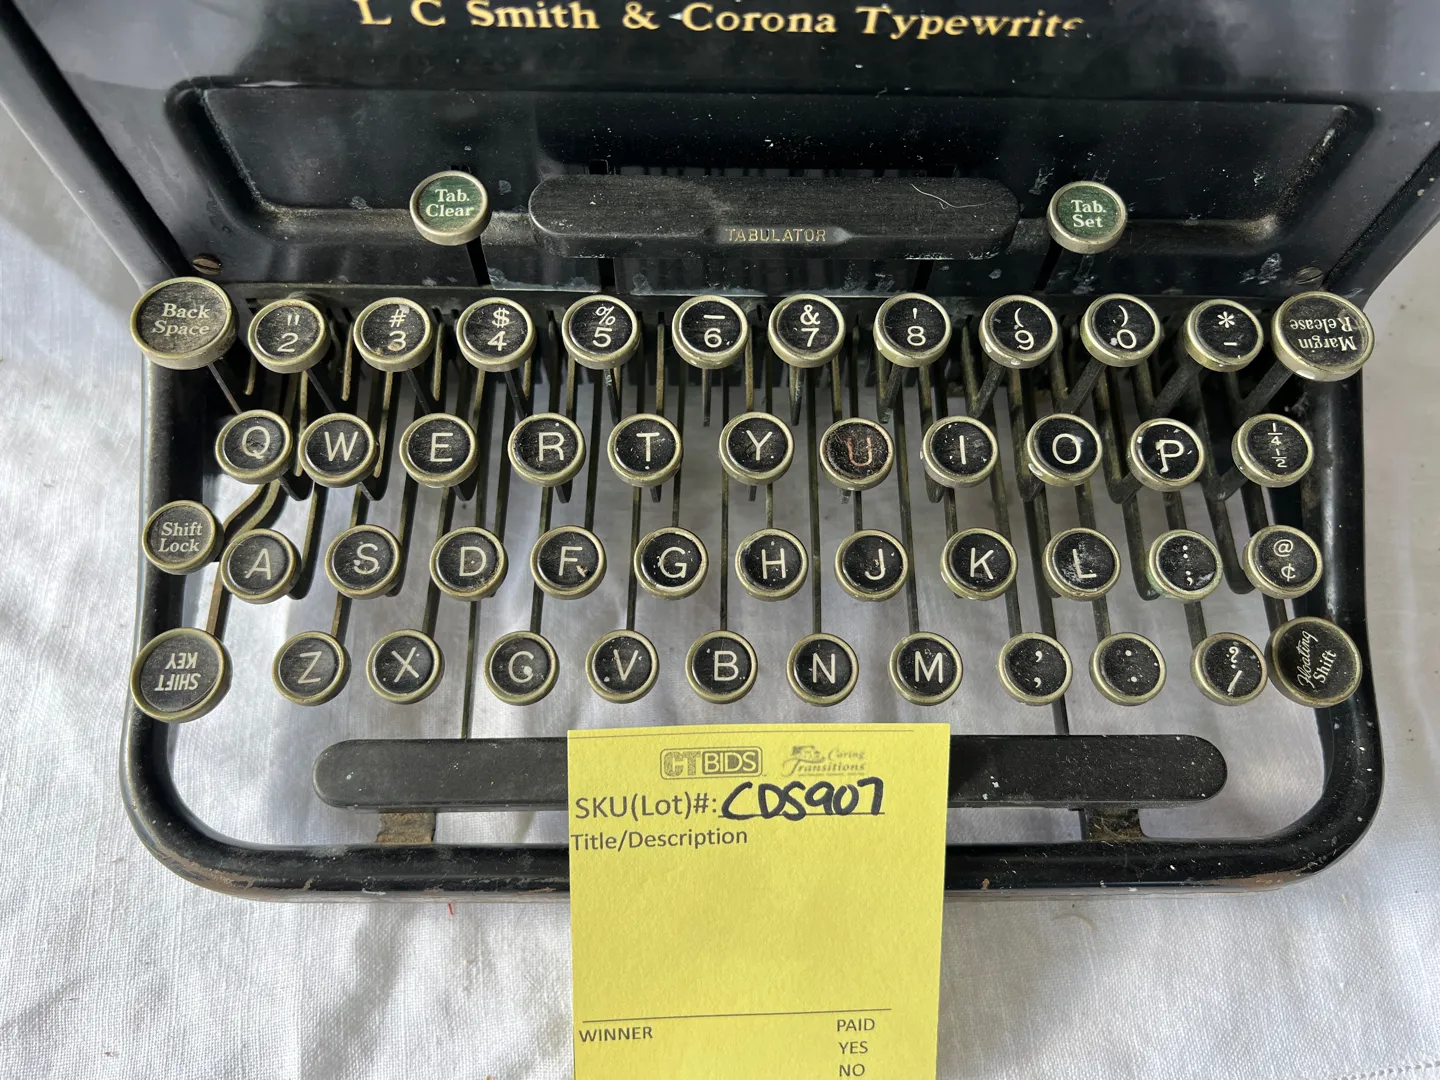 L C Smith & Corona Typewrite
Tab. Clear
TABULATOR
Tab. Set
Back Space " 2 # 3 $ 4 % 5 _ 6 & 7 ' 8 ( 9 ) 0 * - Margin Release
Q W E R T Y U I O P 1/4 1/2
Shift Lock A S D F G H J K L : ; @ ¢
SHIFT KEY Z X C V B N M , , . . ? / Floating Shift
CTBIDS Caring Transitions
SKU(Lot)#: CDS907
Title/Description
WINNER PAID
YES
NO